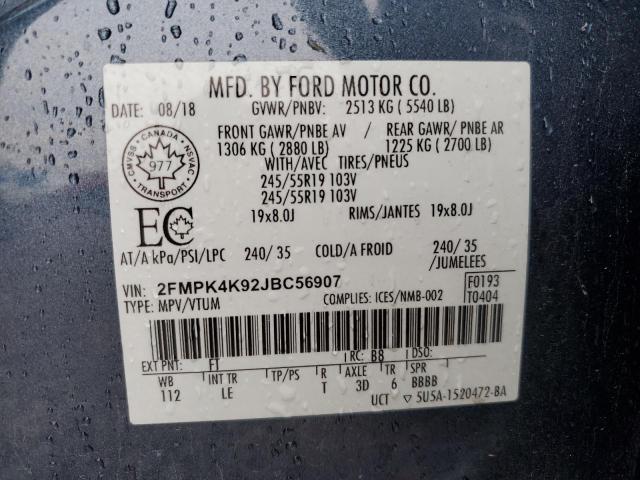 MFD. BY FORD MOTOR CO.
DATE: 08/18 GVWR/PNBV: 2513 KG ( 5540 LB)
FRONT GAWR/PNBE AV / REAR GAWR/ PNBE AR
1306 KG ( 2880 LB) 1225 KG ( 2700 LB)
WITH/AVEC TIRES/PNEUS
245/55R19 103V
245/55R19 103V
19x8.0J RIMS/JANTES 19x8.0J
CMVSS • CANADA • NSVAC
977
TRANSPORT
EC
AT/A kPa/PSI/LPC 240/ 35 COLD/A FROID 240/ 35
/JUMELEES
VIN: 2FMPK4K92JBC56907
TYPE: MPV/VTUM COMPLIES: ICES/NMB-002
F0193
T0404
EXT PNT: FT RC: B8 DSO:
WB INT TR TP/PS R AXLE TR SPR
112 LE T 3D 6 BBBB
UCT ▽ 5U5A-1520472-BA